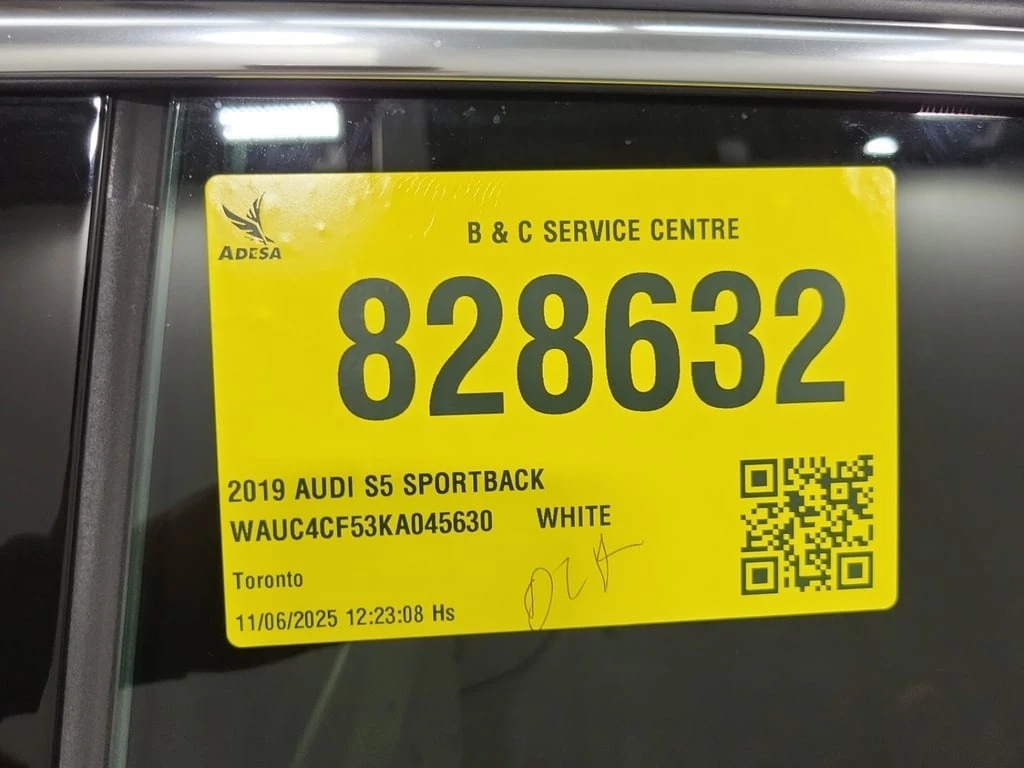 ADESA
B & C SERVICE CENTRE
828632
2019 AUDI S5 SPORTBACK
WAUC4CF53KA045630 WHITE
Toronto
11/06/2025 12:23:08 Hs